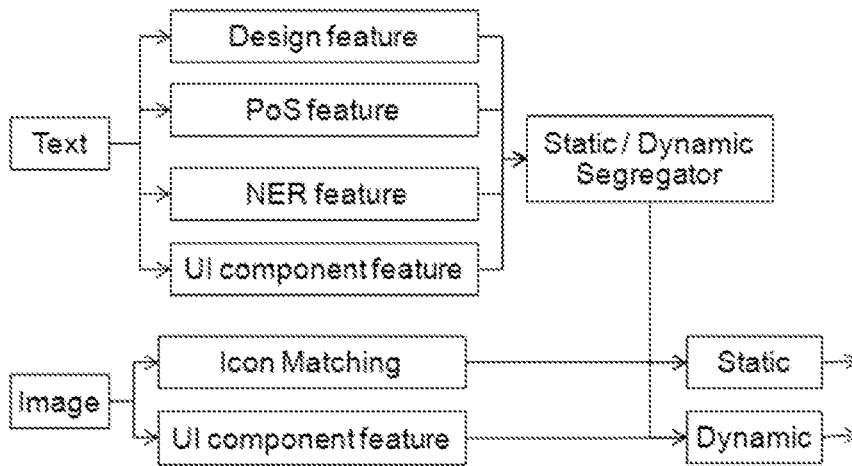 Design feature
PoS feature
Text
Static / Dynamic
Segregator
NER feature
UI component feature
Icon Matching
Static
Image
UI component feature
Dynamic